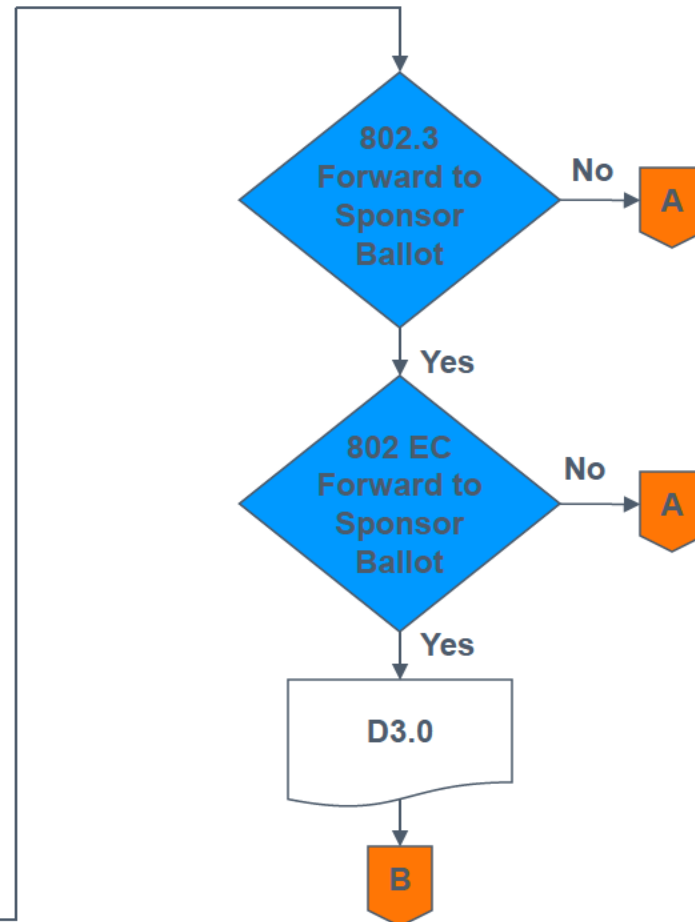 802.3
Forward to
Sponsor
Ballot
No
A
Yes
802 EC
Forward to
Sponsor
Ballot
No
A
Yes
D3.0
B